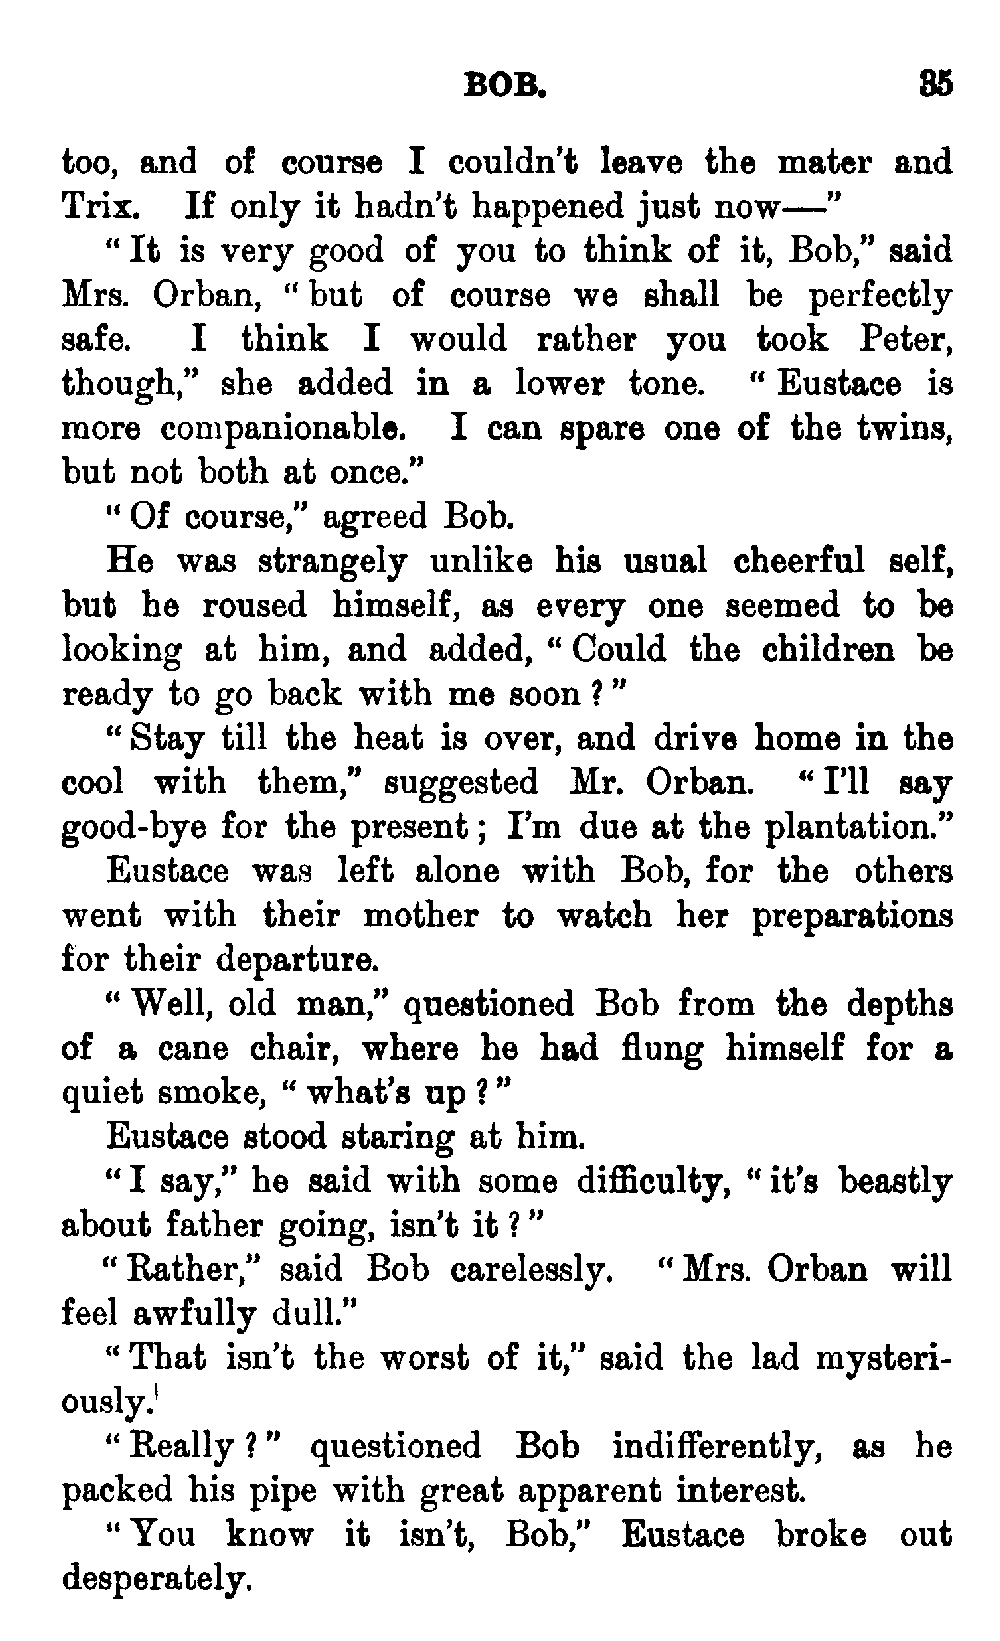 BOB. 35
too, and of course I couldn't leave the mater and
Trix. If only it hadn't happened just now—"
"It is very good of you to think of it, Bob," said
Mrs. Orban, "but of course we shall be perfectly
safe. I think I would rather you took Peter,
though," she added in a lower tone. "Eustace is
more companionable. I can spare one of the twins,
but not both at once."
"Of course," agreed Bob.
He was strangely unlike his usual cheerful self,
but he roused himself, as every one seemed to be
looking at him, and added, "Could the children be
ready to go back with me soon?"
"Stay till the heat is over, and drive home in the
cool with them," suggested Mr. Orban. "I'll say
good-bye for the present; I'm due at the plantation."
Eustace was left alone with Bob, for the others
went with their mother to watch her preparations
for their departure.
"Well, old man," questioned Bob from the depths
of a cane chair, where he had flung himself for a
quiet smoke, "what's up?"
Eustace stood staring at him.
"I say," he said with some difficulty, "it's beastly
about father going, isn't it?"
"Rather," said Bob carelessly. "Mrs. Orban will
feel awfully dull."
"That isn't the worst of it," said the lad mysteri-
ously.
"Really?" questioned Bob indifferently, as he
packed his pipe with great apparent interest.
"You know it isn't, Bob," Eustace broke out
desperately.